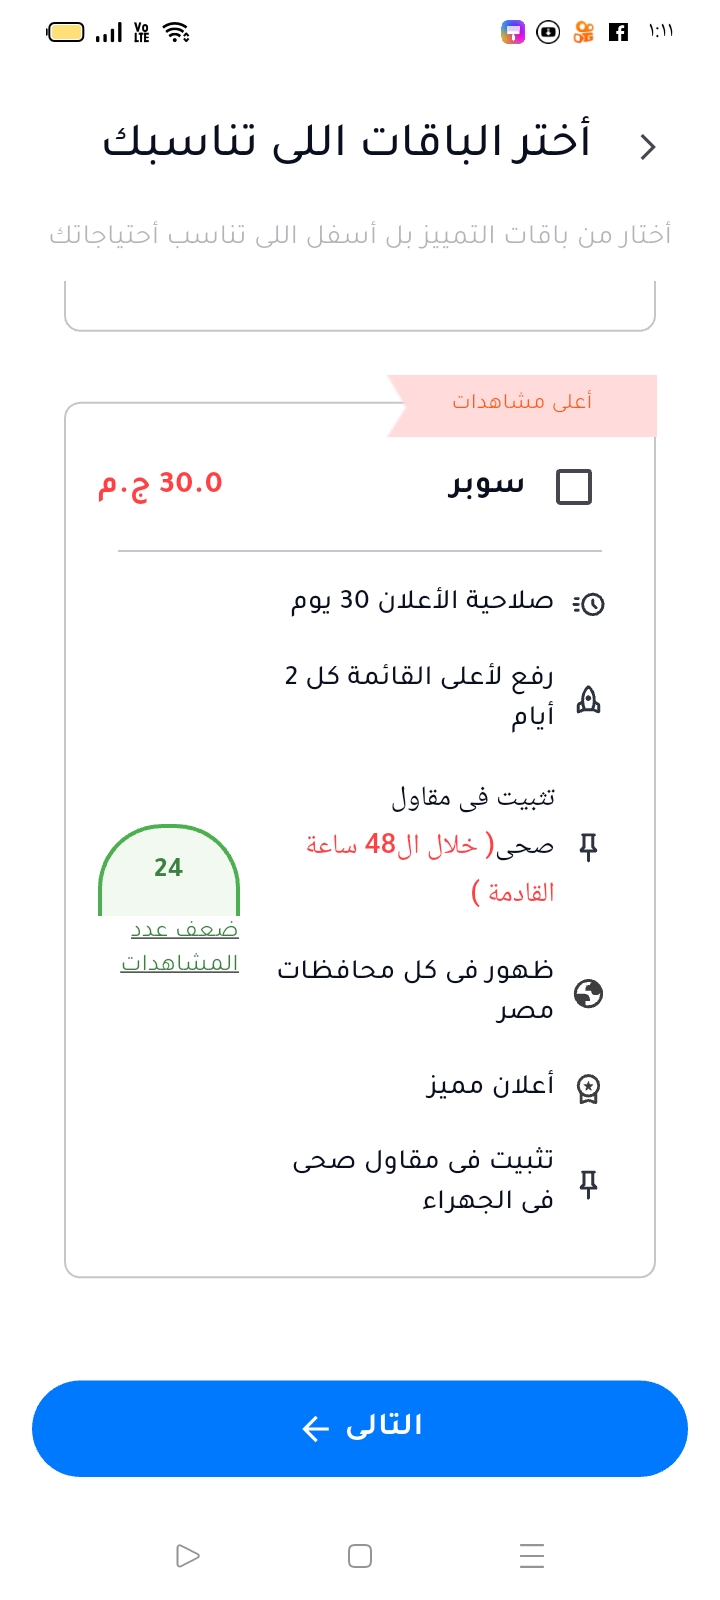 ١:١١
أختر الباقات اللى تناسبك
أختار من باقات التمييز بل أسفل اللى تناسب أحتياجاتك
أعلى مشاهدات
سوبر
30.0 ج.م
صلاحية الأعلان 30 يوم
رفع لأعلى القائمة كل 2
أيام
تثبيت فى مقاول
صحى( خلال ال48 ساعة
القادمة )
24
ضعف عدد
المشاهدات
ظهور فى كل محافظات
مصر
أعلان مميز
تثبيت فى مقاول صحى
فى الجهراء
التالى